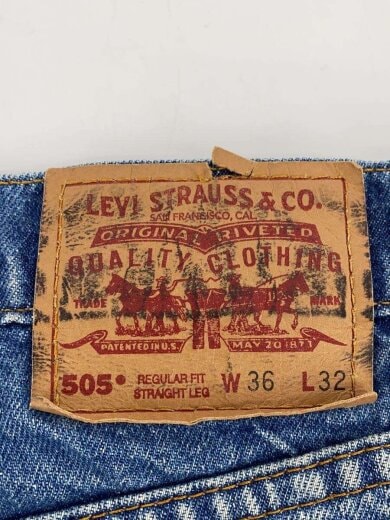 LEVI STRAUSS & CO.
SAN FRANCISCO, CAL.
ORIGINAL RIVETED
QUALITY CLOTHING
TRADE MARK
PATENTED IN U.S. MAY 20 1873
505® REGULAR FIT W 36 L 32
STRAIGHT LEG